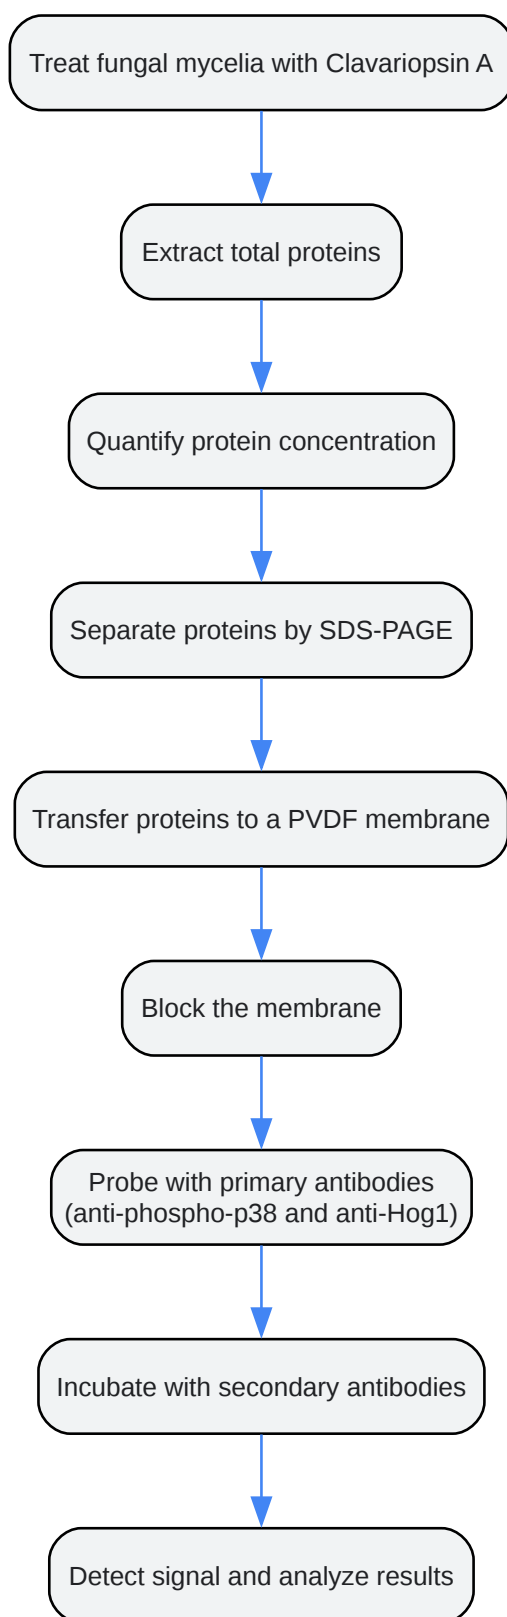 Treat fungal mycelia with Clavariopsin A
Extract total proteins
Quantify protein concentration
Separate proteins by SDS-PAGE
Transfer proteins to a PVDF membrane
Block the membrane
Probe with primary antibodies
(anti-phospho-p38 and anti-Hog1)
Incubate with secondary antibodies
Detect signal and analyze results